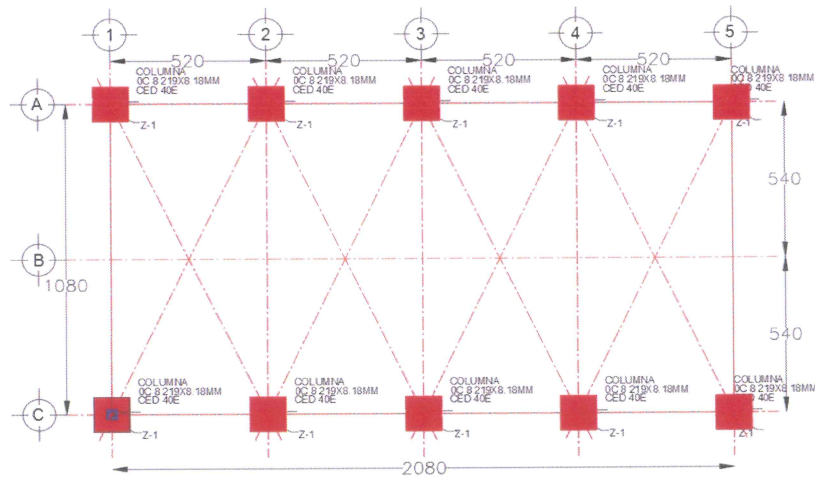 1
2
3
4
5
520
520
520
520
COLUMNA
COLUMNA
COLUMNA
COLUMNA
COLUMNA
0C 8 219X8.18MM
0C 8 219X8.18MM
0C 8 219X8.18MM
0C 8 219X8.18MM
0C 8 219X8.18MM
CED 40E
CED 40E
CED 40E
CED 40E
CED 40E
A
Z-1
Z-1
Z-1
Z-1
Z-1
540
B
1080
540
COLUMNA
COLUMNA
COLUMNA
COLUMNA
COLUMNA
0C 8 219X8.18MM
0C 8 219X8.18MM
0C 8 219X8.18MM
0C 8 219X8.18MM
0C 8 219X8.18MM
CED 40E
CED 40E
CED 40E
CED 40E
CED 40E
C
Z-1
Z-1
Z-1
Z-1
Z-1
2080